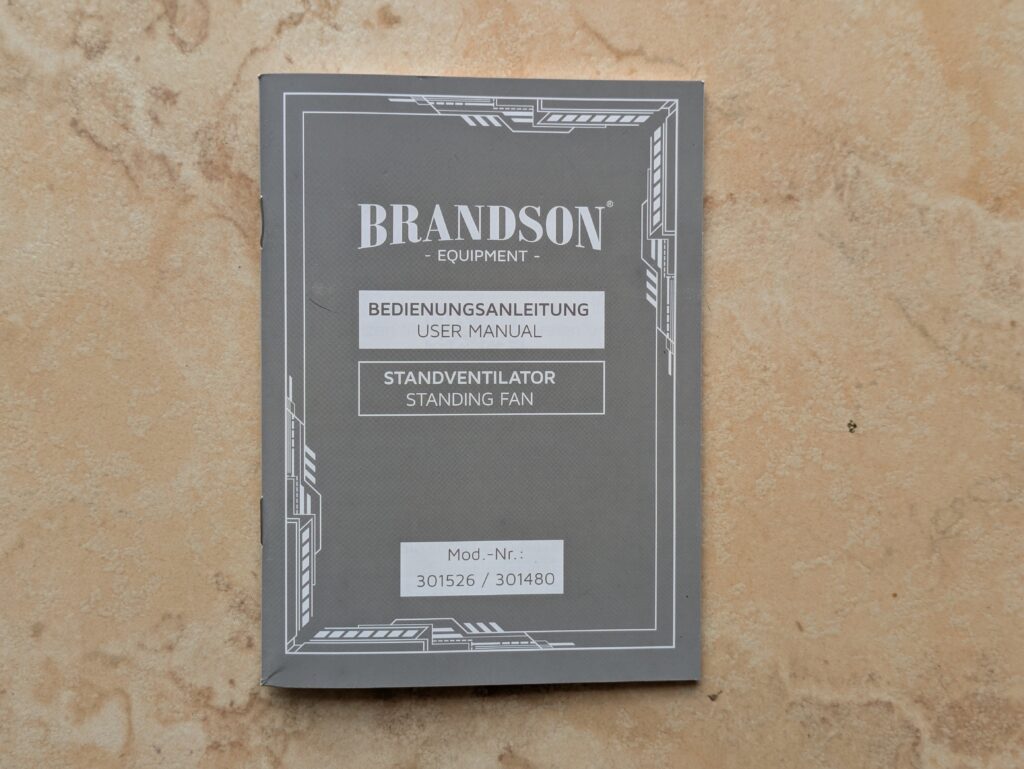 BRANDSON®
- EQUIPMENT -
BEDIENUNGSANLEITUNG
USER MANUAL
STANDVENTILATOR
STANDING FAN
Mod.-Nr.:
301526 / 301480